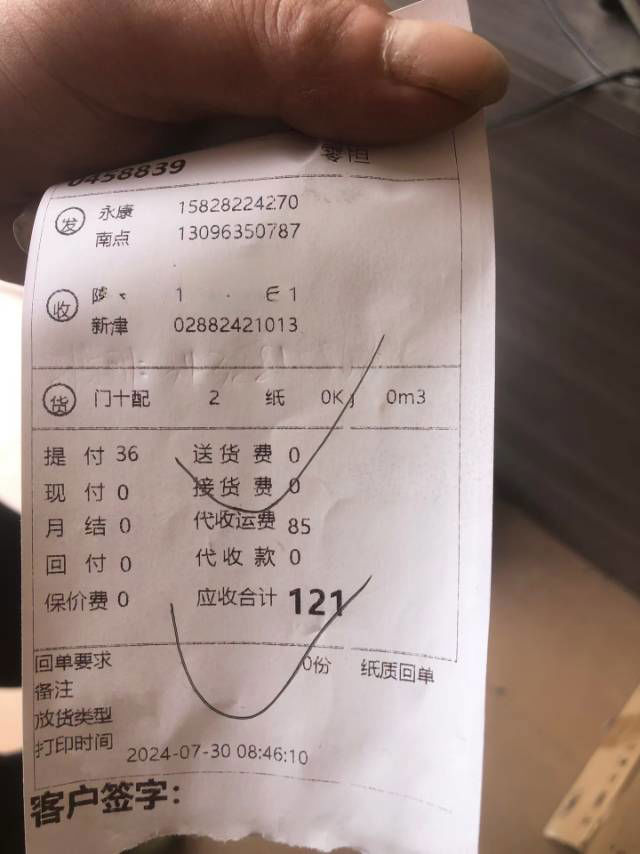 0458839
发 永康 15828224270
南点 13096350787
收
新津 02882421013
货 门十配 2 纸 0K 0m3
提付 36 送货费 0
现付 0 接货费 0
月结 0 代收运费 85
回付 0 代收款 0
保价费 0 应收合计 121
回单要求 0份 纸质回单
备注
放货类型
打印时间 2024-07-30 08:46:10
客户签字：